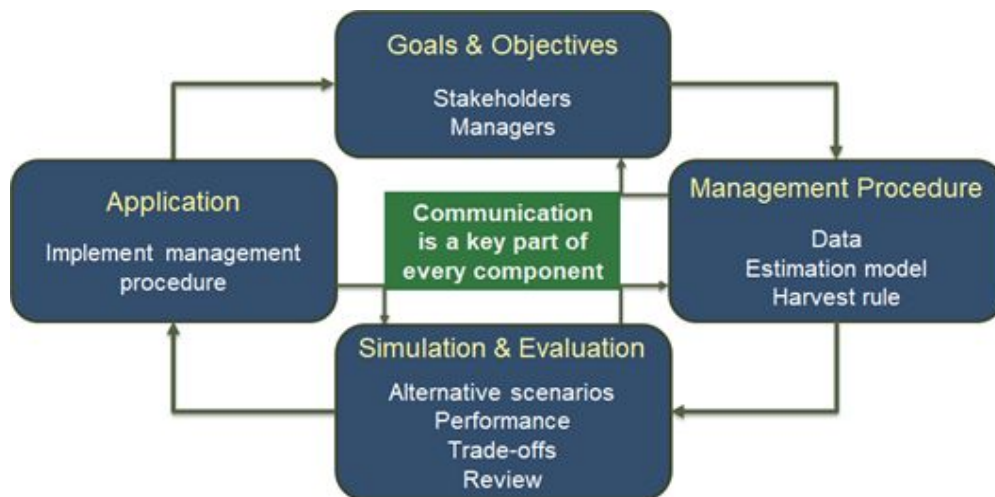 Goals & Objectives
Stakeholders
Managers
Application
Implement management
procedure
Communication
is a key part of
every component
Management Procedure
Data
Estimation model
Harvest rule
Simulation & Evaluation
Alternative scenarios
Performance
Trade-offs
Review